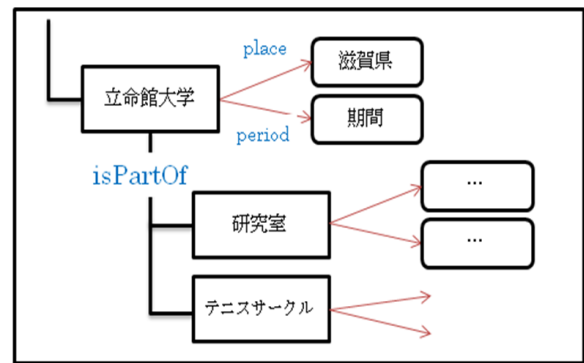 place
滋賀県
立命館大学
期間
period
isPartOf
…
研究室
…
テニスサークル